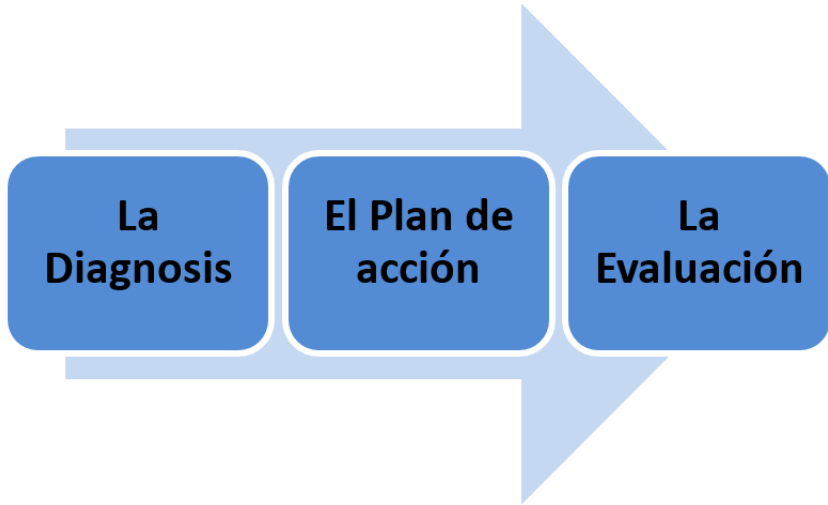 La
Diagnosis
El Plan de
acción
La
Evaluación